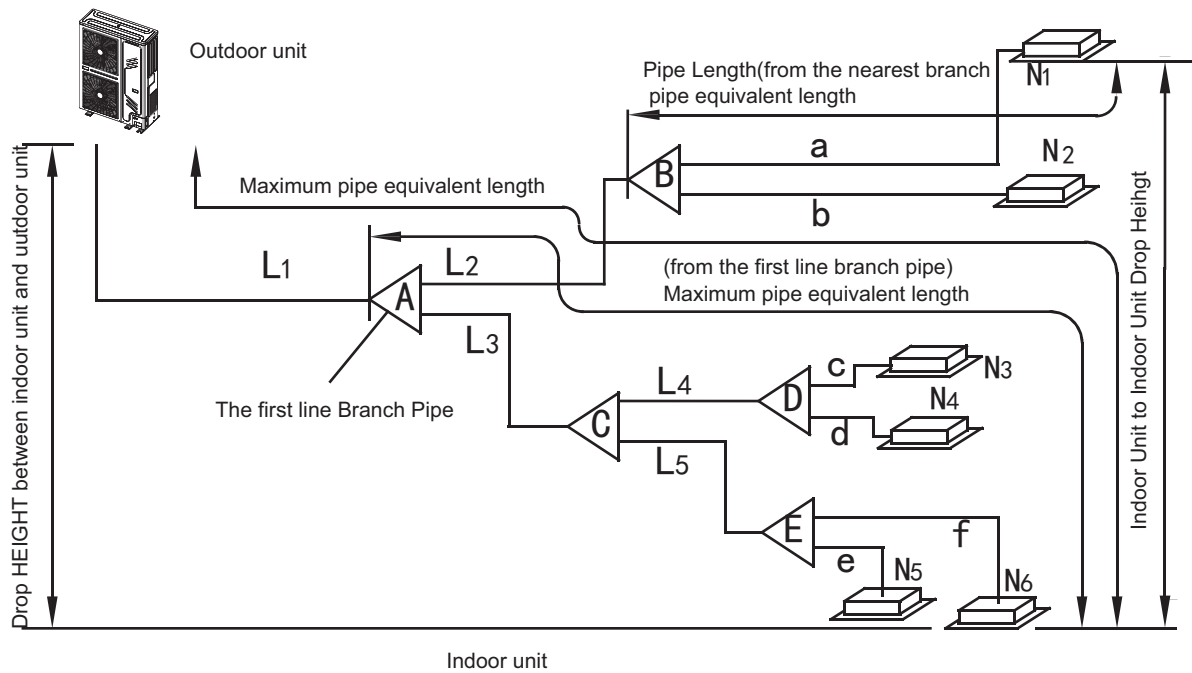 Outdoor unit
N1
Pipe Length(from the nearest branch
pipe equivalent length
a
N2
B
b
Maximum pipe equivalent length
L1
L2
A
(from the first line branch pipe)
Maximum pipe equivalent length
L3
The first line Branch Pipe
L4
D
c
N3
N4
d
C
L5
E
f
e
N5
N6
Drop HEIGHT between indoor unit and uutdoor unit
Indoor Unit to Indoor Unit Drop Heihgt
Indoor unit